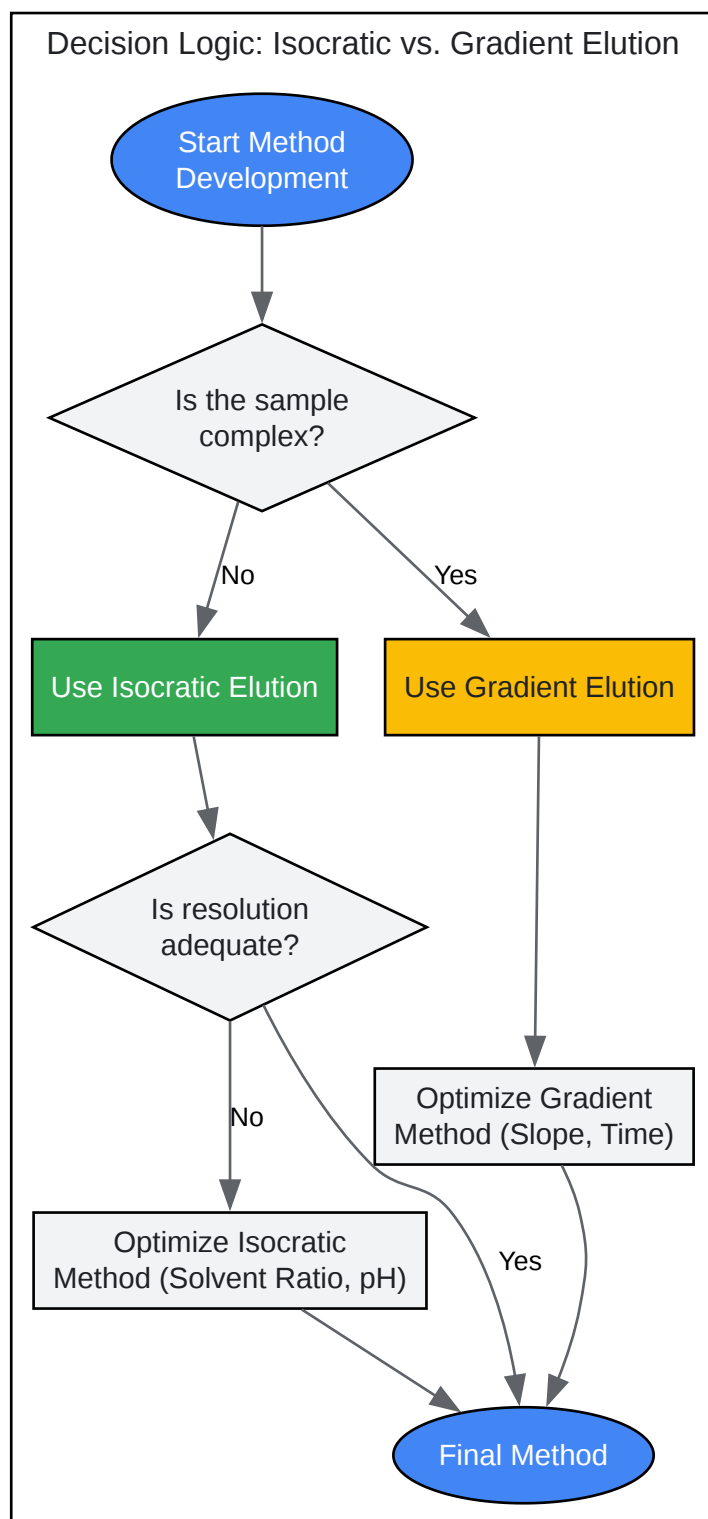 Decision Logic: Isocratic vs. Gradient Elution
Start Method
Development
Is the sample
complex?
No
Yes
Use Isocratic Elution
Use Gradient Elution
Is resolution
adequate?
Optimize Gradient
Method (Slope, Time)
No
Optimize Isocratic
Method (Solvent Ratio, pH)
Yes
Final Method